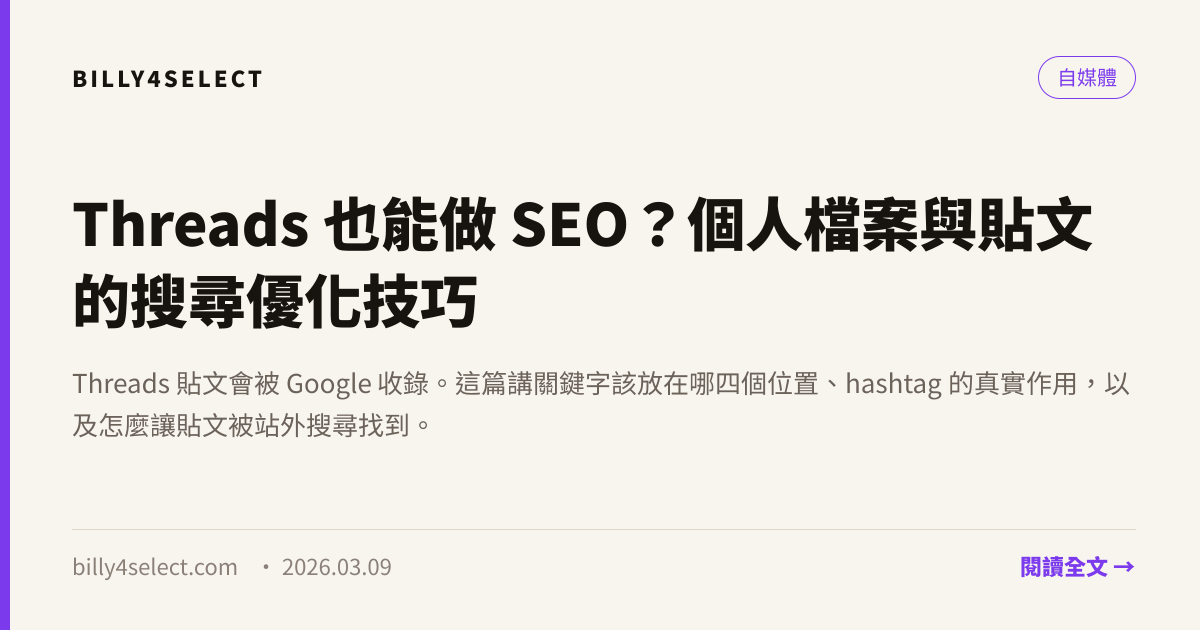 BILLY4SELECT
自媒體
Threads 也能做 SEO？個人檔案與貼文
的搜尋優化技巧
Threads 貼文會被 Google 收錄。這篇講關鍵字該放在哪四個位置、hashtag 的真實作用，以
及怎麼讓貼文被站外搜尋找到。
billy4select.com ・ 2026.03.09
閱讀全文 →